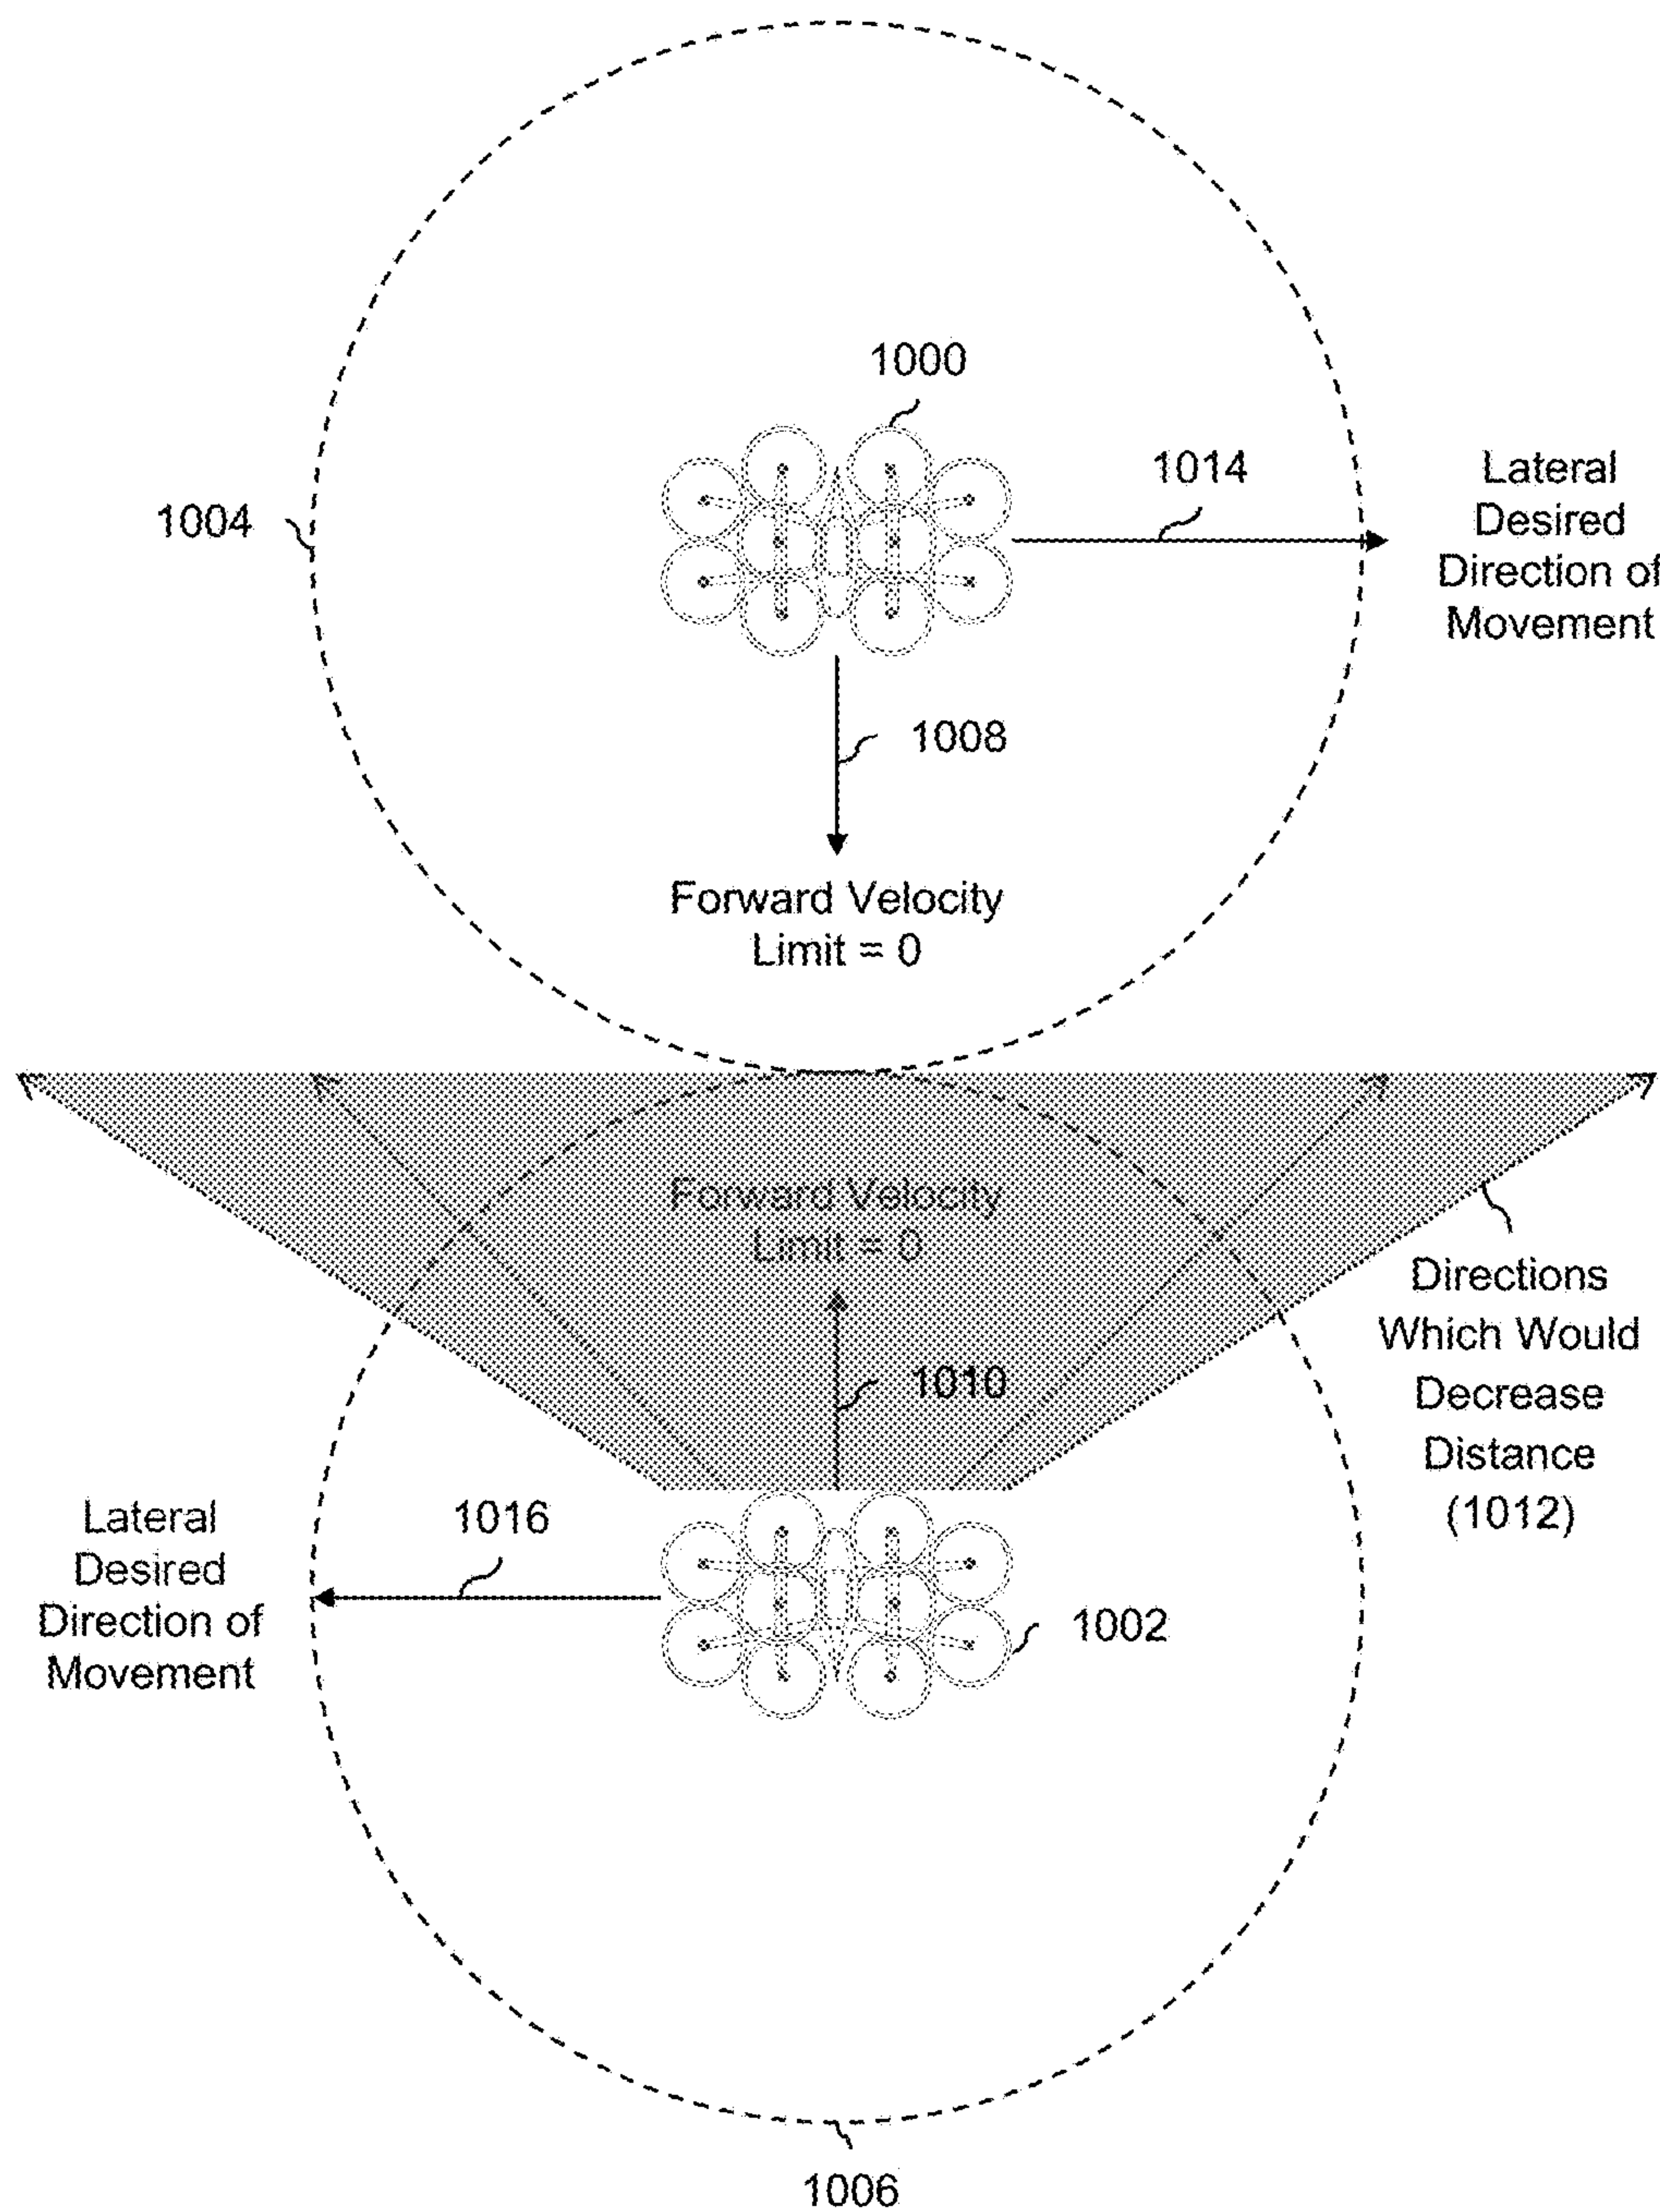 1000
1004
1014
Lateral
Desired
Direction of
Movement
1008
Forward Velocity
Limit = 0
Forward Velocity
Limit = 0
1010
Directions
Which Would
Decrease
Distance
(1012)
Lateral
Desired
Direction of
Movement
1016
1002
1006